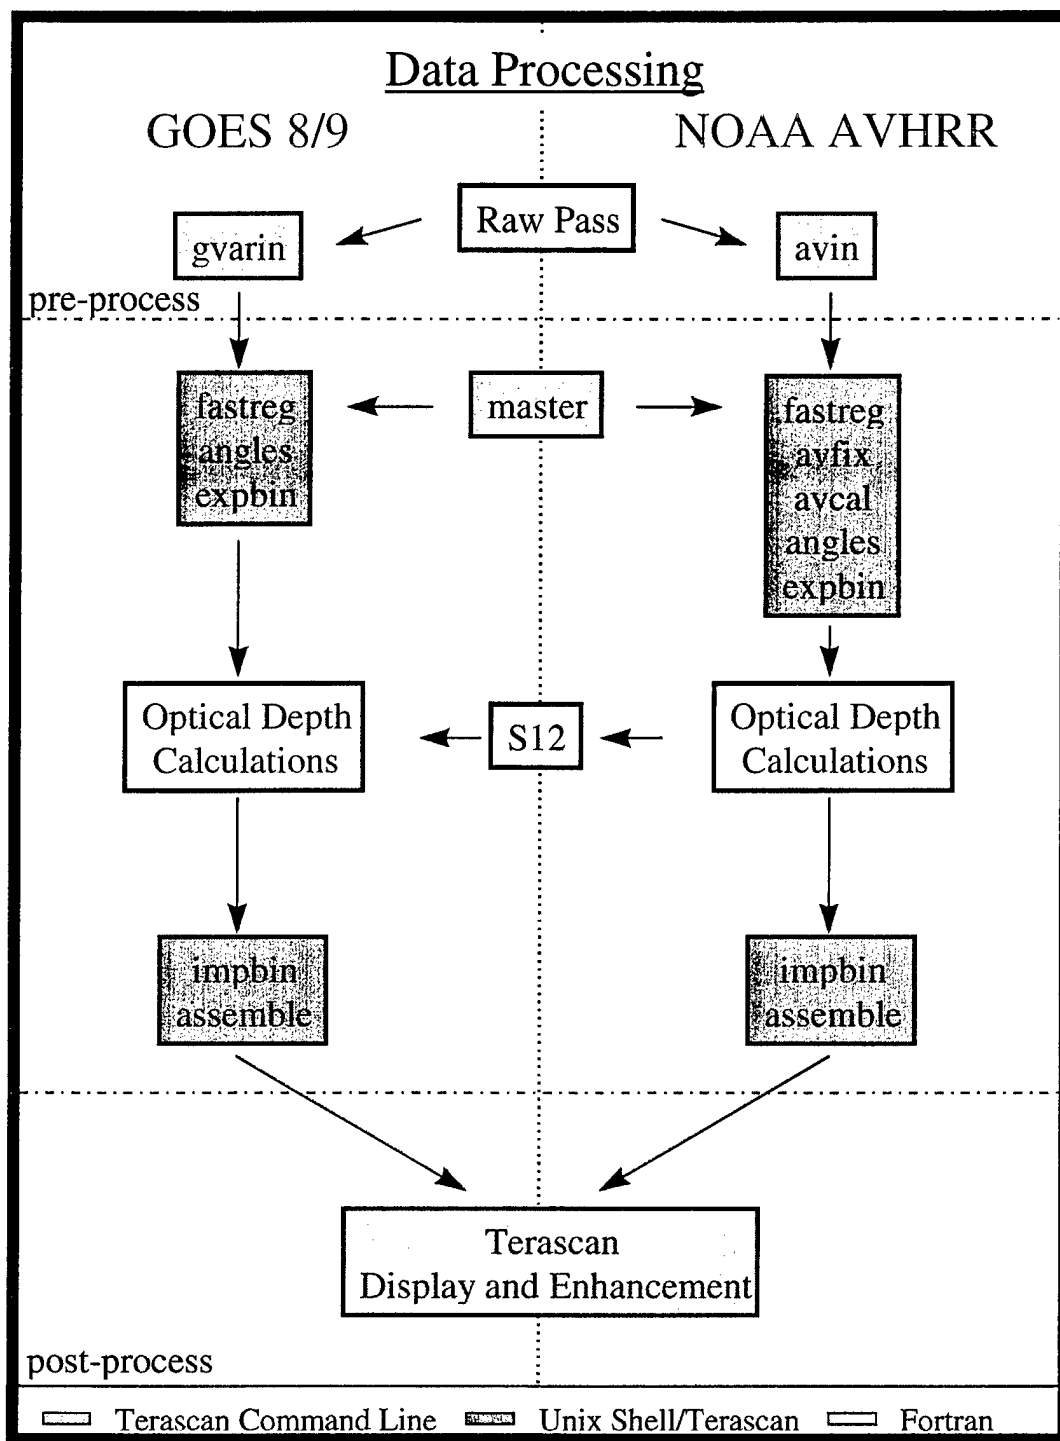 Data Processing
GOES 8/9
NOAA AVHRR
Raw Pass
gvarin
avin
pre-process
master
fastreg
angles
expbin
fastreg
avfix
avcal
angles
expbin
Optical Depth
Calculations
S12
Optical Depth
Calculations
impbin
assemble
impbin
assemble
Terascan
Display and Enhancement
post-process
Terascan Command Line
Unix Shell/Terascan
Fortran